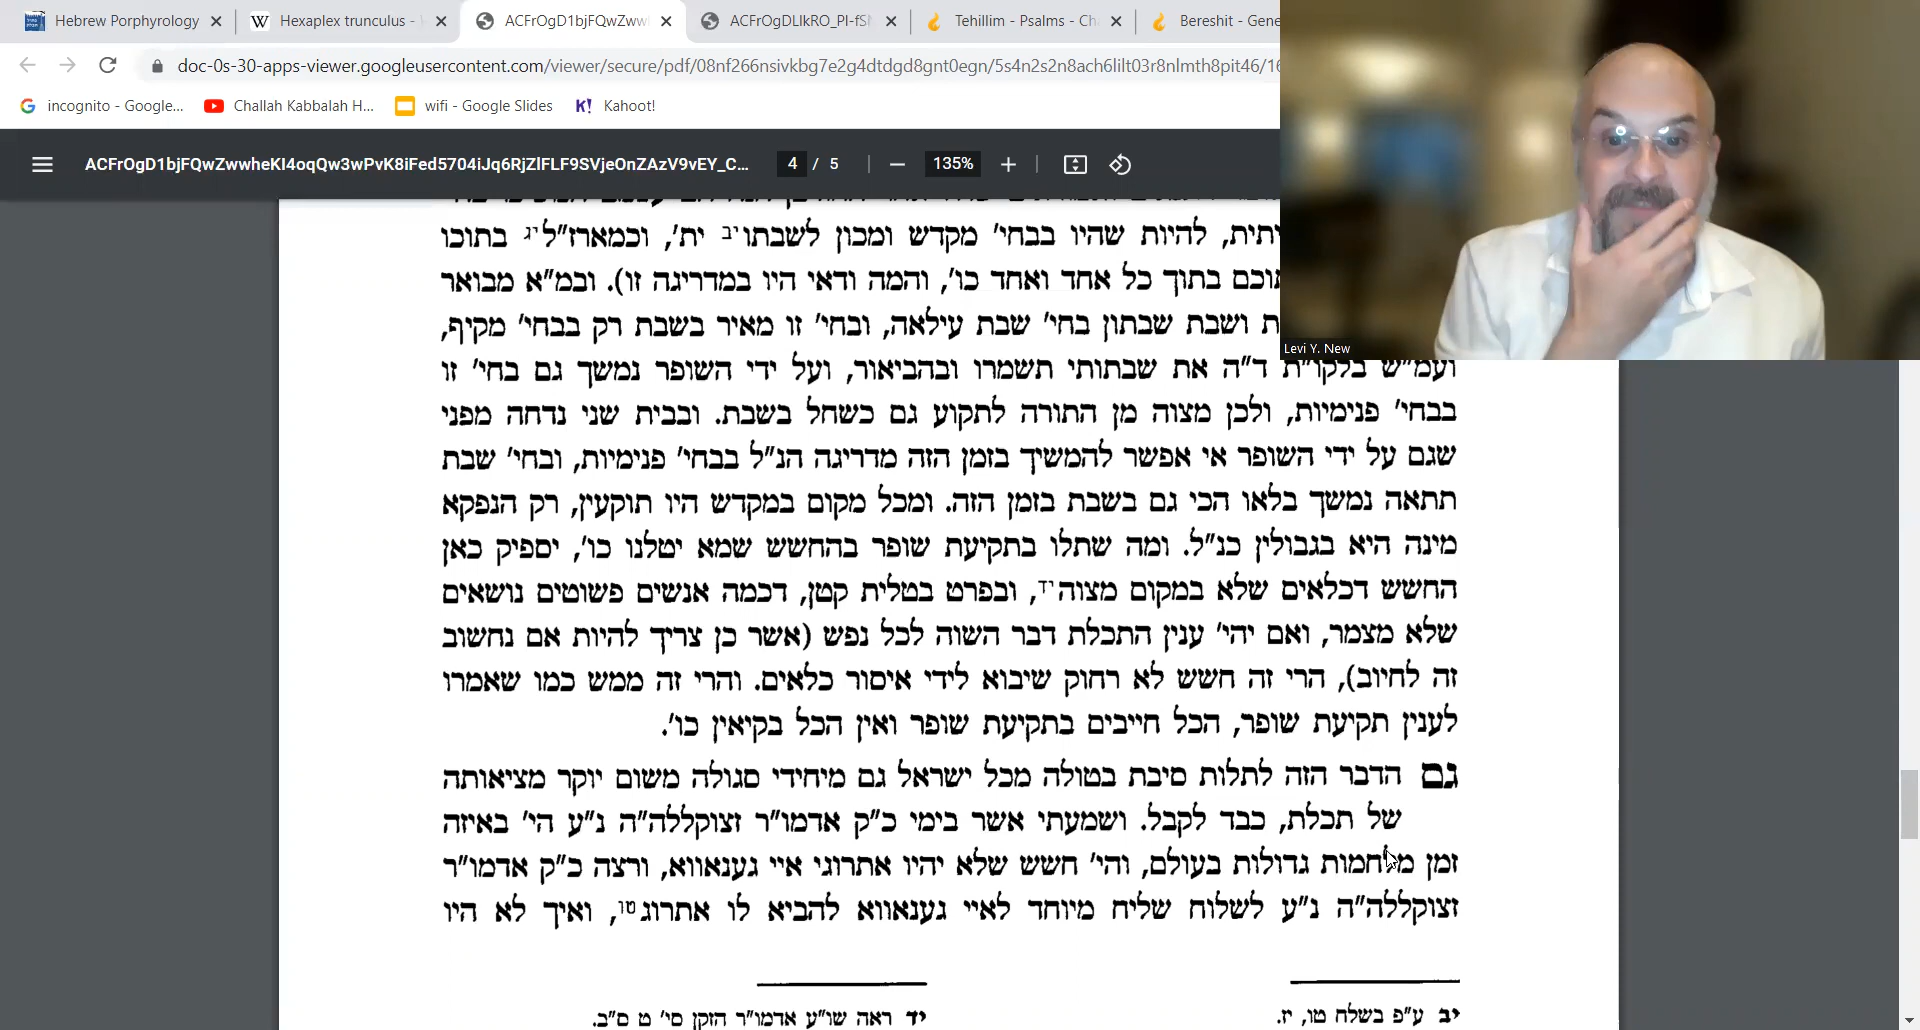 Hebrew Porphyrology
Hexaplex trunculus -
ACFrOgD1bjFQwZww
ACFrOgDLlkRO_PI-fS
Tehillim - Psalms - Ch
Bereshit - Gene
doc-0s-30-apps-viewer.googleusercontent.com/viewer/secure/pdf/08nf266nsivkbg7e2g4dtdgd8gnt0egn/5s4n2s2n8ach6lilt03r8nlmth8pit46/16
incognito - Google...
Challah Kabbalah H...
wifi - Google Slides
Kahoot!
ACFrOgD1bjFQwZwwheKI4oqQw3wPvK8iFed5704iJq6RjZlFLF9SVjeOnZAzV9vEY_C...
4 / 5
135%
יתית, להיות שהיו בבחי' מקדש ומכון לשבתויב ית', וכמארז"ליג בתוכו
תוכם בתוך כל אחד ואחד כו', והמה ודאי היו במדריגה זו). ובמ"א מבואר
ת ושבת שבתון בחי' שבת עילאה, ובחי' זו מאיר בשבת רק בבחי' מקיף,
ועמ"ש בלקו"ת ד"ה את שבתותי תשמרו ובהביאור, ועל ידי השופר נמשך גם בחי' זו
בבחי' פנימיות, ולכן מצוה מן התורה לתקוע גם כשחל בשבת. ובבית שני נדחה מפני
שגם על ידי השופר אי אפשר להמשיך בזמן הזה מדריגה הנ"ל בבחי' פנימיות, ובחי' שבת
תתאה נמשך בלאו הכי גם בשבת בזמן הזה. ומכל מקום במקדש היו תוקעין, רק הנפקא
מינה היא בגבולין כנ"ל. ומה שתלו בתקיעת שופר בהחשש שמא יטלנו כו', יספיק כאן
החשש דכלאים שלא במקום מצוהיד, ובפרט בטלית קטן, דכמה אנשים פשוטים נושאים
שלא מצמר, ואם יהי' ענין התכלת דבר השוה לכל נפש (אשר כן צריך להיות אם נחשוב
זה לחיוב), הרי זה חשש לא רחוק שיבוא לידי איסור כלאים. והרי זה ממש כמו שאמרו
לענין תקיעת שופר, הכל חייבים בתקיעת שופר ואין הכל בקיאין כו'.
גם הדבר הזה לתלות סיבת בטולה מכל ישראל גם מיחידי סגולה משום יוקר מציאותה
של תכלת, כבד לקבל. ושמעתי אשר בימי כ"ק אדמו"ר זצוקללה"ה נ"ע הי' באיזה
זמן מלחמות גדולות בעולם, והי' חשש שלא יהיו אתרוגי איי גענאווא, ורצה כ"ק אדמו"ר
זצוקללה"ה נ"ע לשלוח שליח מיוחד לאיי גענאווא להביא לו אתרוגטו, ואיך לא היו
יב ע"פ בשלח טו, יז.
יד ראה שו"ע אדמו"ר הזקן סי' ט ס"ב.
Levi Y. New